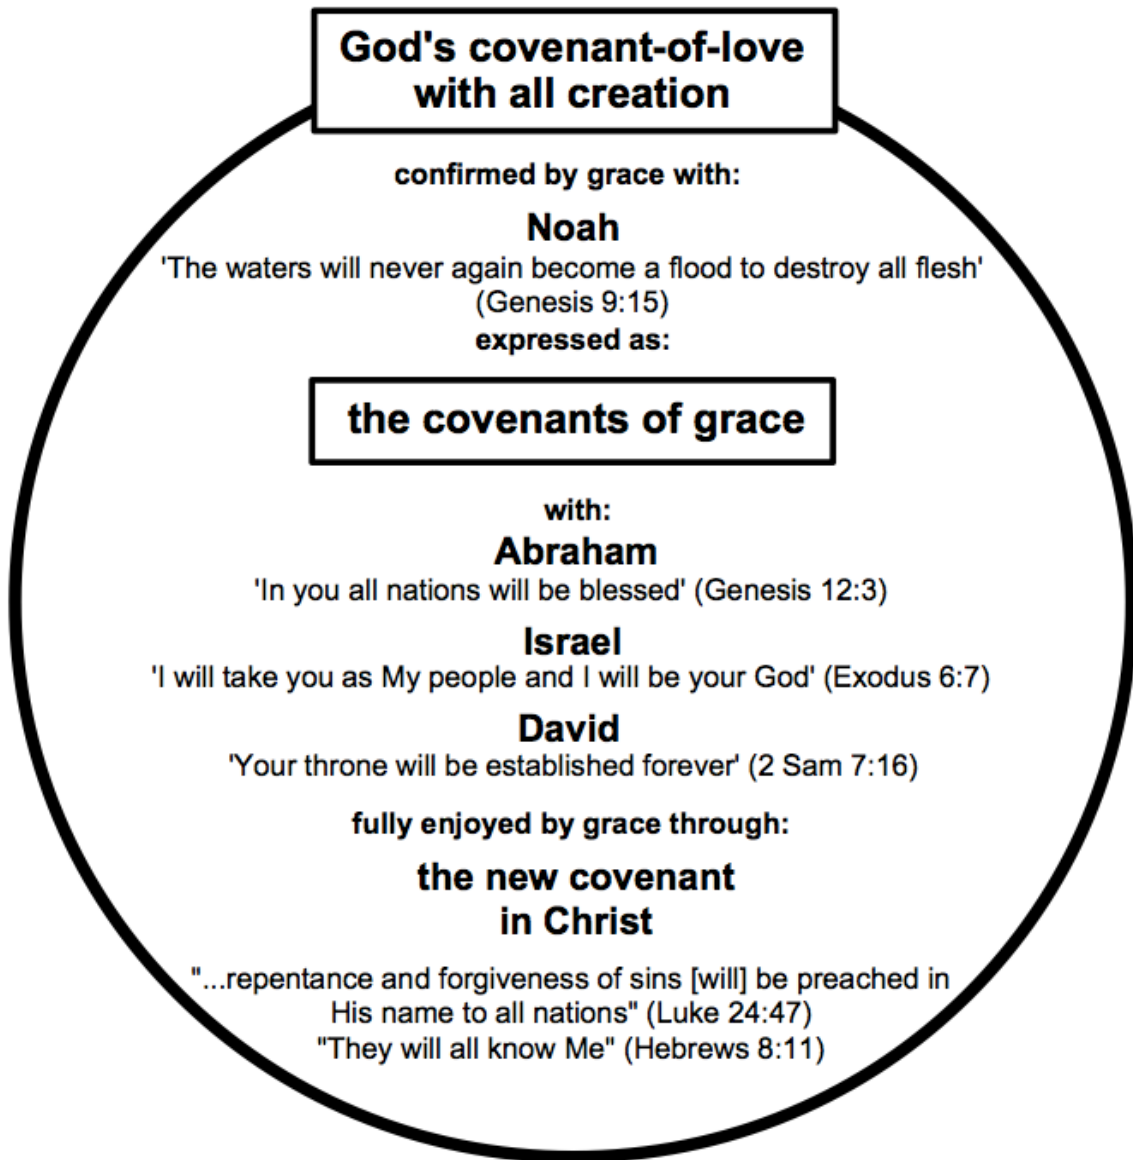 God's covenant-of-love
with all creation
confirmed by grace with:
Noah
'The waters will never again become a flood to destroy all flesh'
(Genesis 9:15)
expressed as:
the covenants of grace
with:
Abraham
'In you all nations will be blessed' (Genesis 12:3)
Israel
'I will take you as My people and I will be your God' (Exodus 6:7)
David
'Your throne will be established forever' (2 Sam 7:16)
fully enjoyed by grace through:
the new covenant
in Christ
"...repentance and forgiveness of sins [will] be preached in
His name to all nations" (Luke 24:47)
"They will all know Me" (Hebrews 8:11)